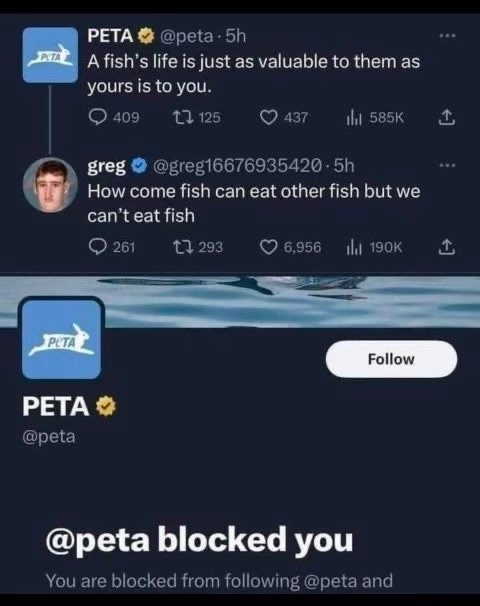 PETA @peta · 5h
PETA
A fish's life is just as valuable to them as
yours is to you.
409 125 437 585K
greg @greg16676935420 · 5h
How come fish can eat other fish but we
can't eat fish
261 293 6,956 190K
PETA
Follow
PETA
@peta
@peta blocked you
You are blocked from following @peta and